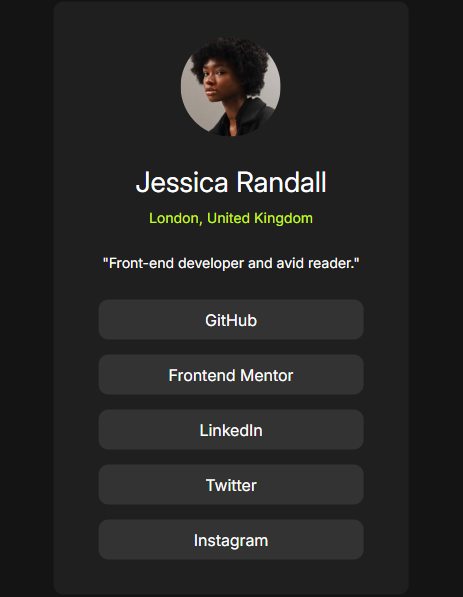 Jessica Randall
London, United Kingdom
"Front-end developer and avid reader."
GitHub
Frontend Mentor
LinkedIn
Twitter
Instagram